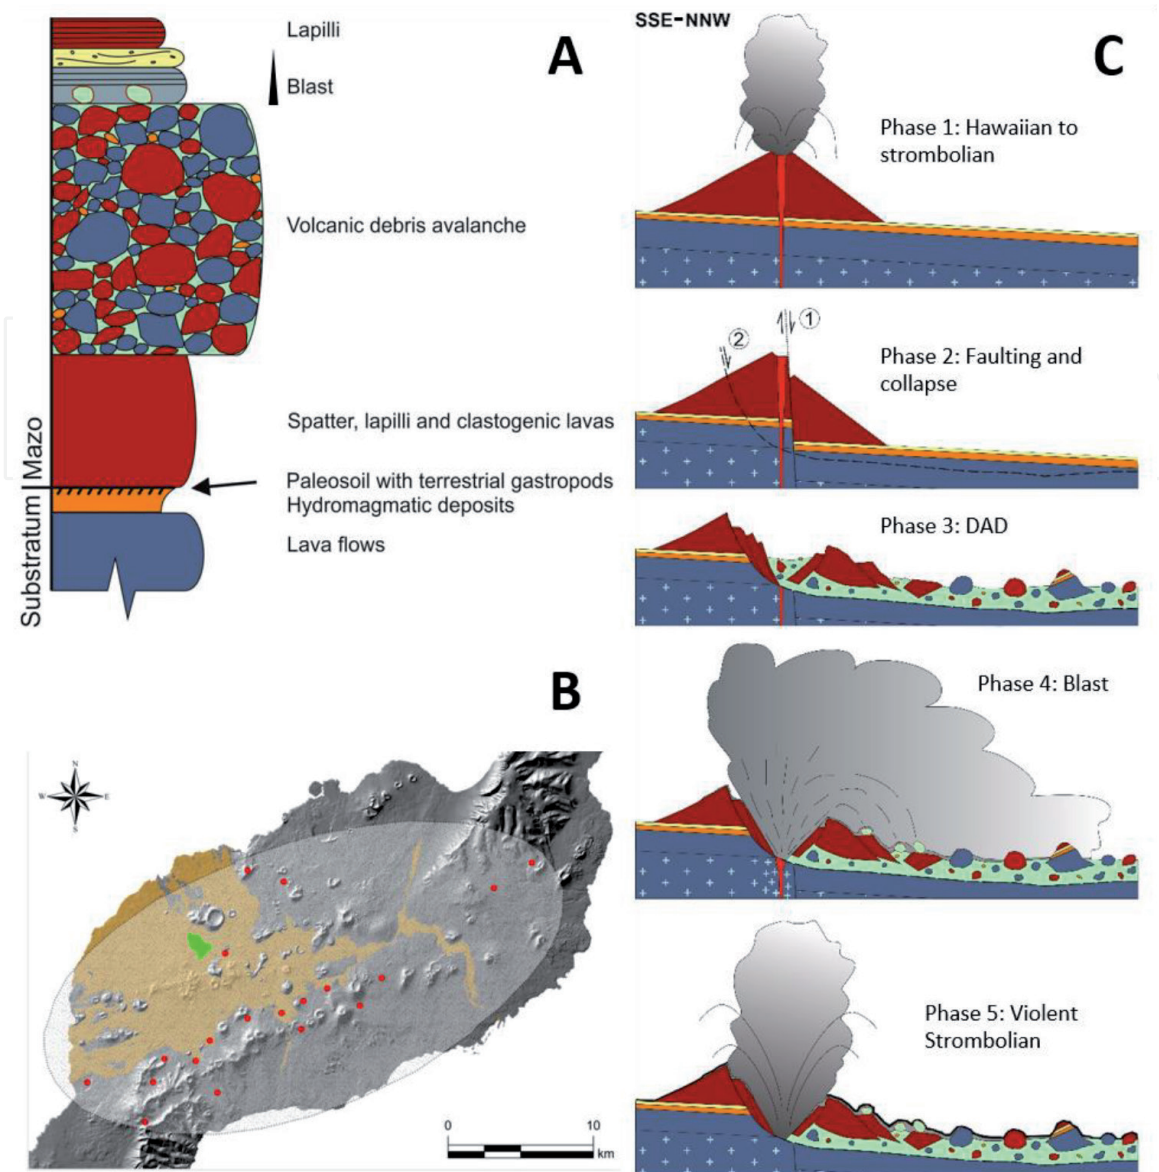 A
Lapilli
Blast
Volcanic debris avalanche
Spatter, lapilli and clastogenic lavas
Paleosoil with terrestrial gastropods
Hydromagmatic deposits
Lava flows
Mazo
Substratum
B
N
W
E
S
0
10
km
SSE-NNW
C
Phase 1: Hawaiian to
strombolian
1
2
Phase 2: Faulting and
collapse
Phase 3: DAD
Phase 4: Blast
Phase 5: Violent
Strombolian